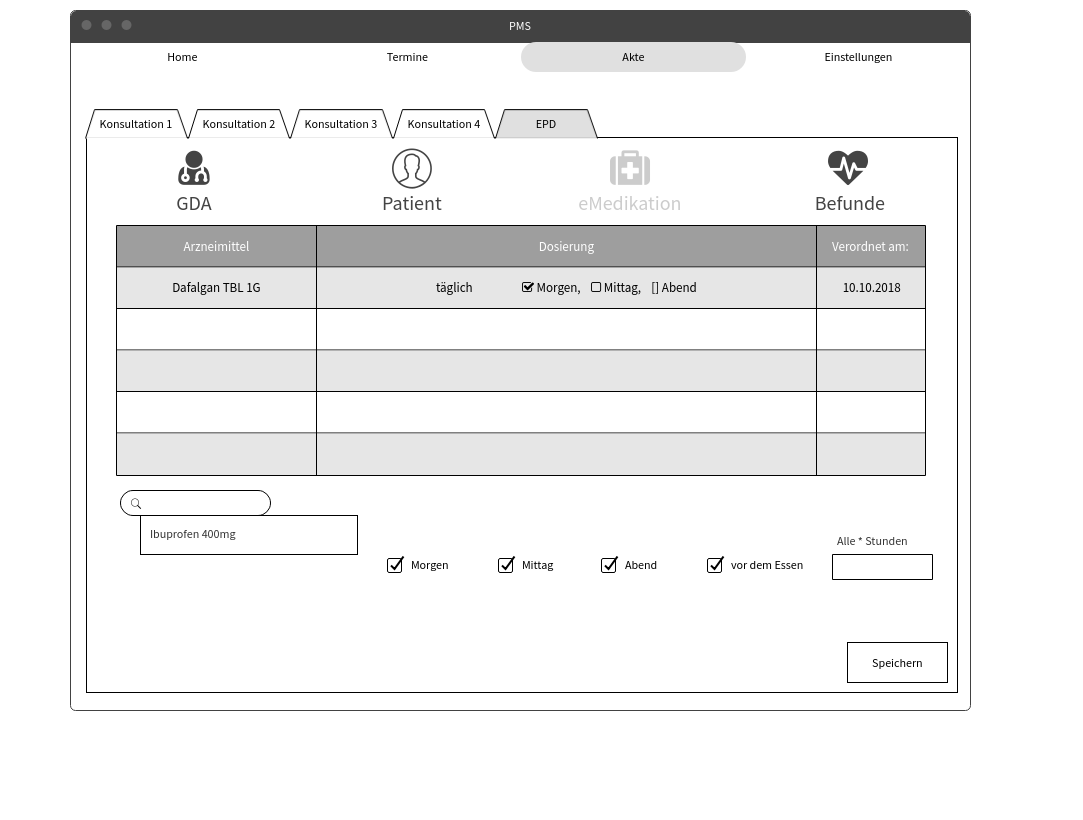 PMS
Home Termine Akte Einstellungen
Konsultation 1 Konsultation 2 Konsultation 3 Konsultation 4 EPD
GDA Patient eMedikation Befunde
Arzneimittel Dosierung Verordnet am:
Dafalgan TBL 1G täglich Morgen, Mittag, [] Abend 10.10.2018
Ibuprofen 400mg
Alle * Stunden
Morgen Mittag Abend vor dem Essen
Speichern